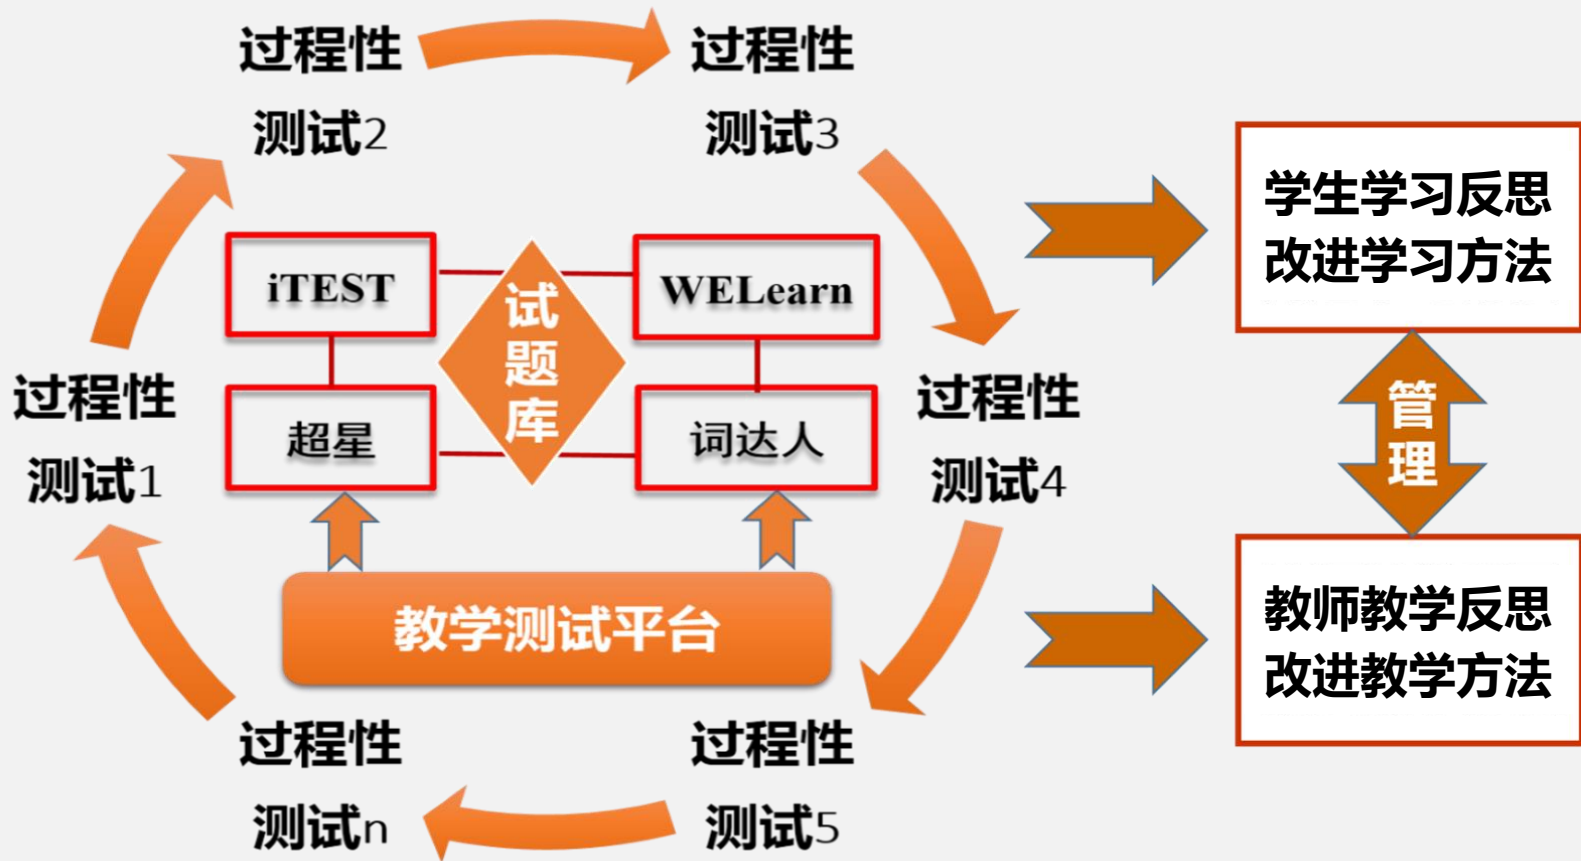 过程性
测试2
过程性
测试3
学生学习反思
改进学习方法
iTEST
试
题
库
WELearn
过程性
测试1
超星
词达人
过程性
测试4
管
理
教学测试平台
教师教学反思
改进教学方法
过程性
测试n
过程性
测试5